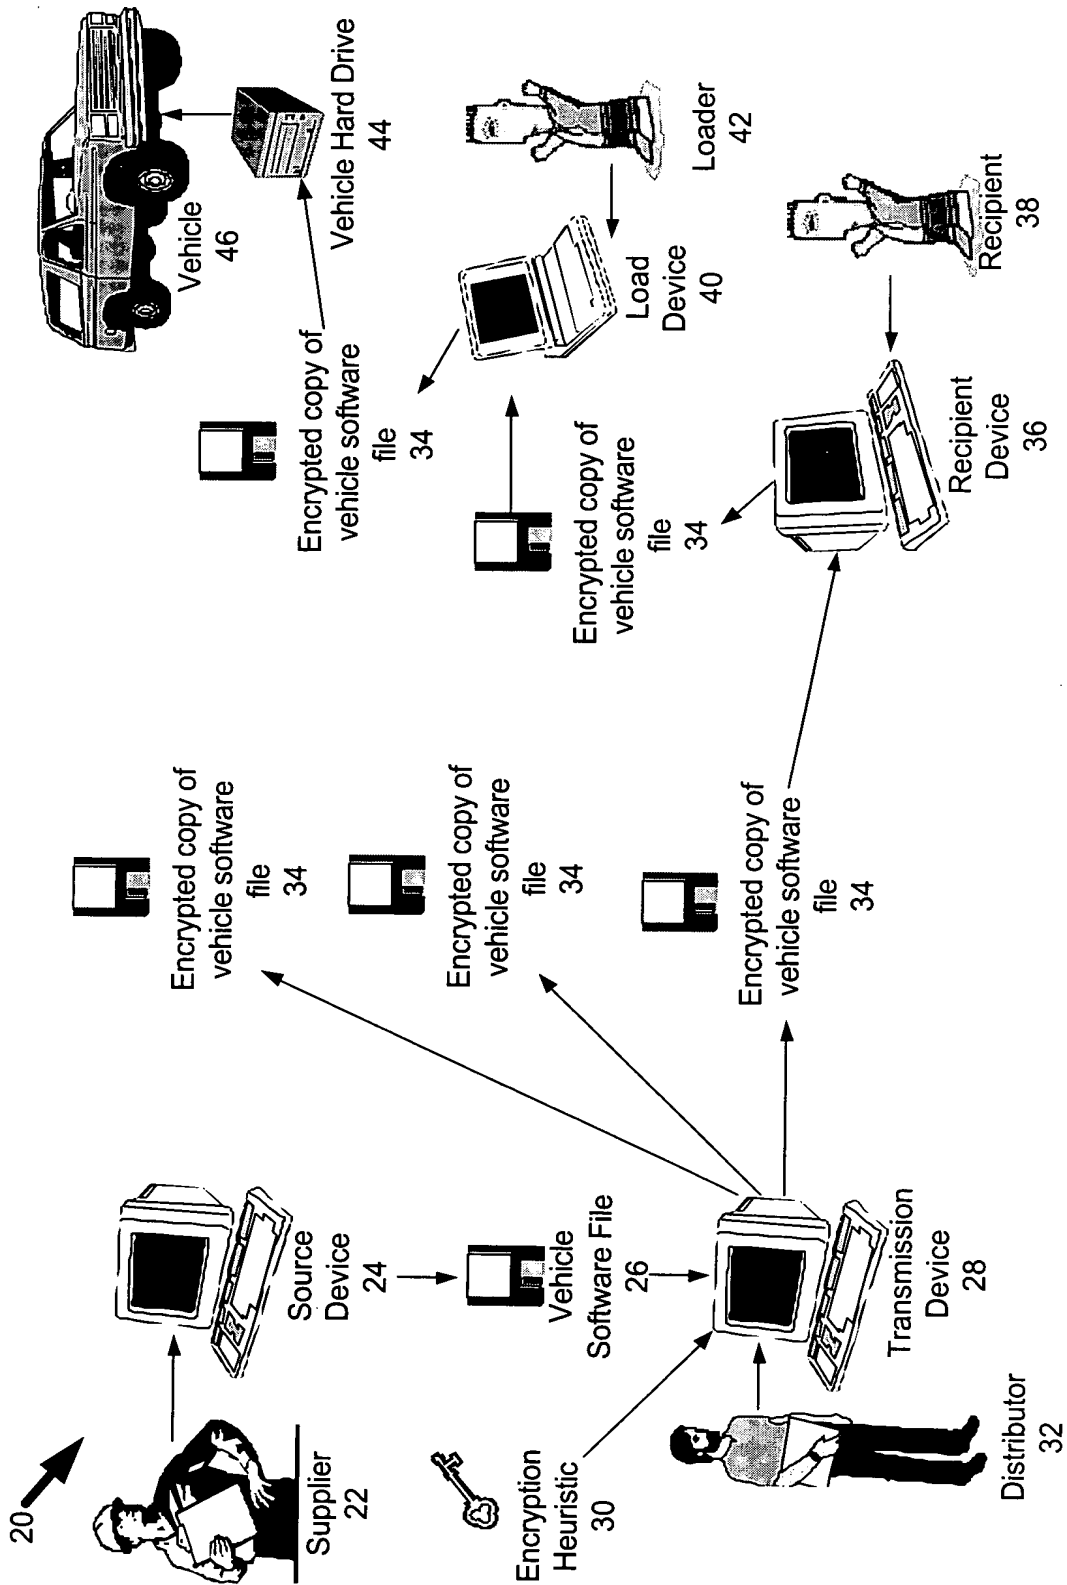 20
Supplier
22
Source
Device
24
Encryption
Heuristic
30
Vehicle
Software File
26
Distributor
32
Transmission
Device
28
Encrypted copy of
vehicle software
file 34
Encrypted copy of
vehicle software
file 34
Encrypted copy of
vehicle software
file
34
Recipient
Device
36
Recipient
38
Encrypted copy of
vehicle software
file
34
Load
Device
40
Loader
42
Encrypted copy of
vehicle software
file
34
Vehicle Hard Drive
44
Vehicle
46